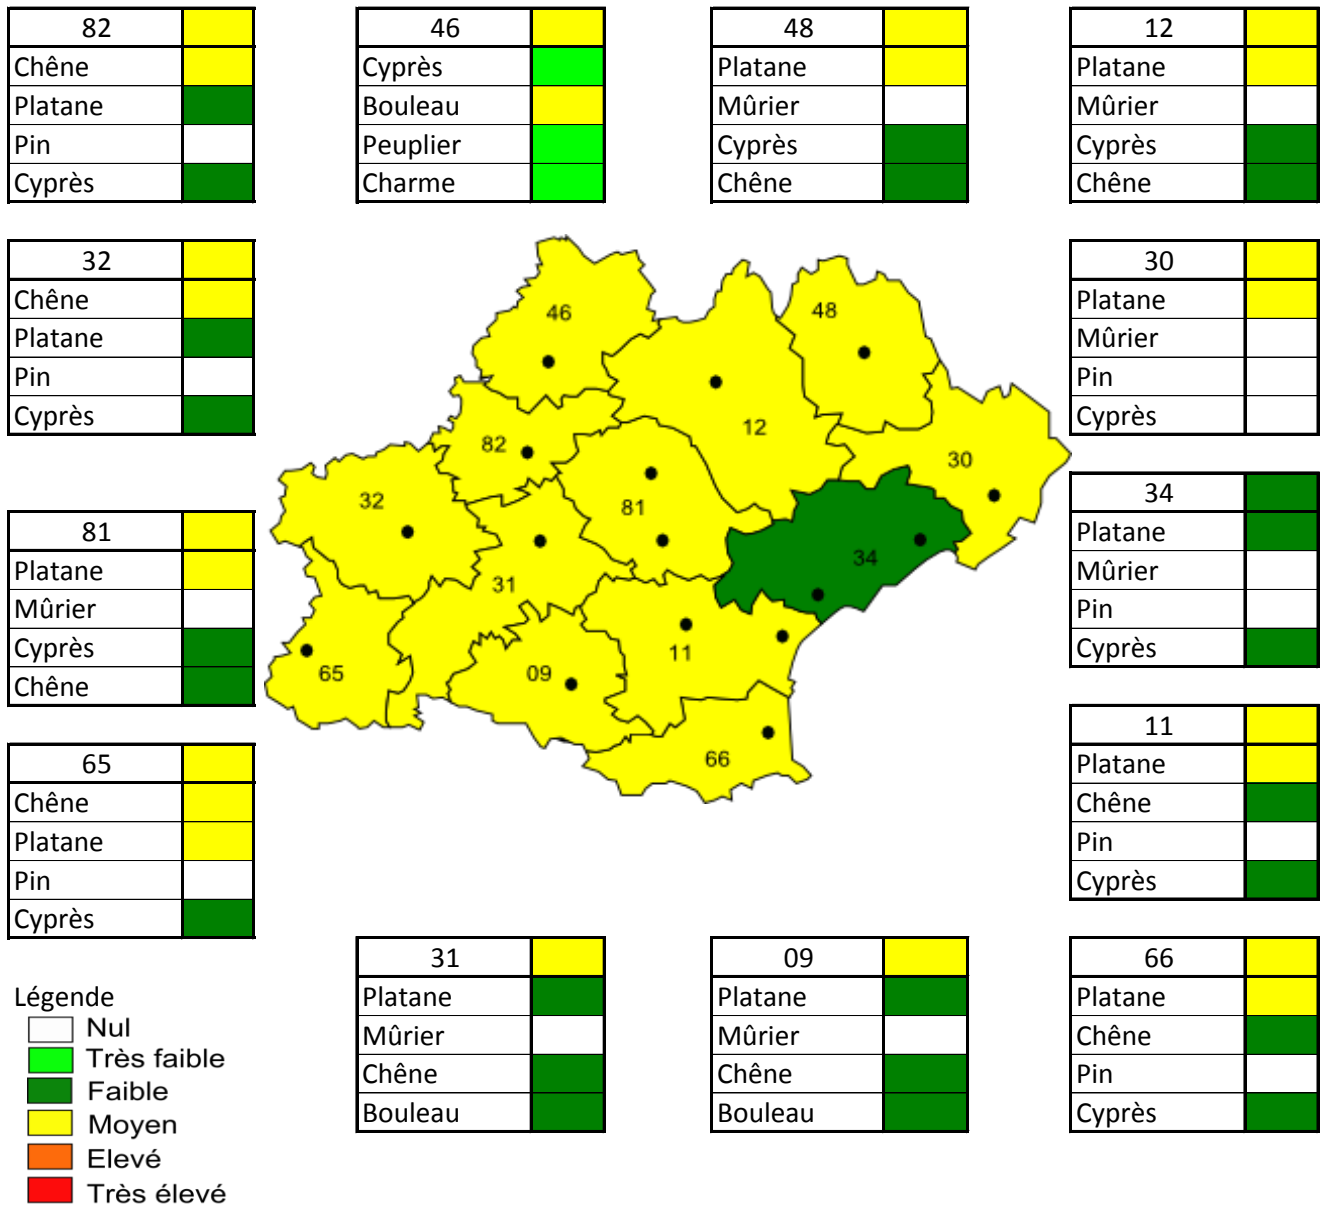 82
Chêne
Platane
Pin
Cyprès
46
Cyprès
Bouleau
Peuplier
Charme
48
Platane
Mûrier
Cyprès
Chêne
12
Platane
Mûrier
Cyprès
Chêne
32
Chêne
Platane
Pin
Cyprès
30
Platane
Mûrier
Pin
Cyprès
46
48
12
82
30
32
81
34
31
11
09
65
66
81
Platane
Mûrier
Cyprès
Chêne
34
Platane
Mûrier
Pin
Cyprès
65
Chêne
Platane
Pin
Cyprès
11
Platane
Chêne
Pin
Cyprès
31
Platane
Mûrier
Chêne
Bouleau
09
Platane
Mûrier
Chêne
Bouleau
66
Platane
Chêne
Pin
Cyprès
Légende
Nul
Très faible
Faible
Moyen
Elevé
Très élevé